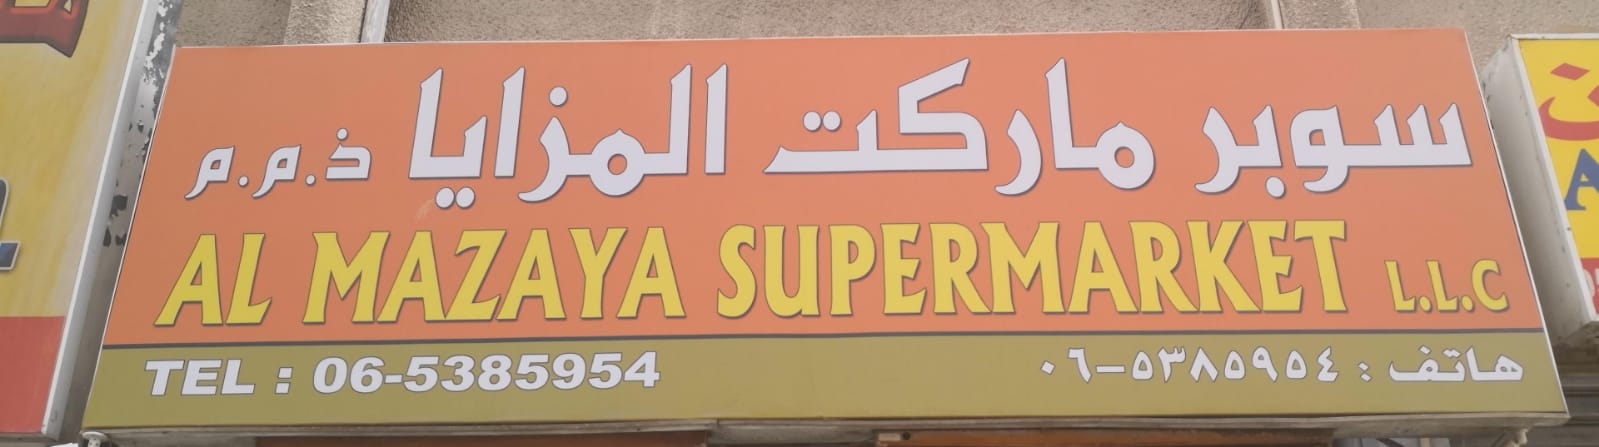 سوبر ماركت المزايا ذ.م.م
AL MAZAYA SUPERMARKET L.L.C
TEL : 06-5385954
هاتف : ٠٦-٥٣٨٥٩٥٤